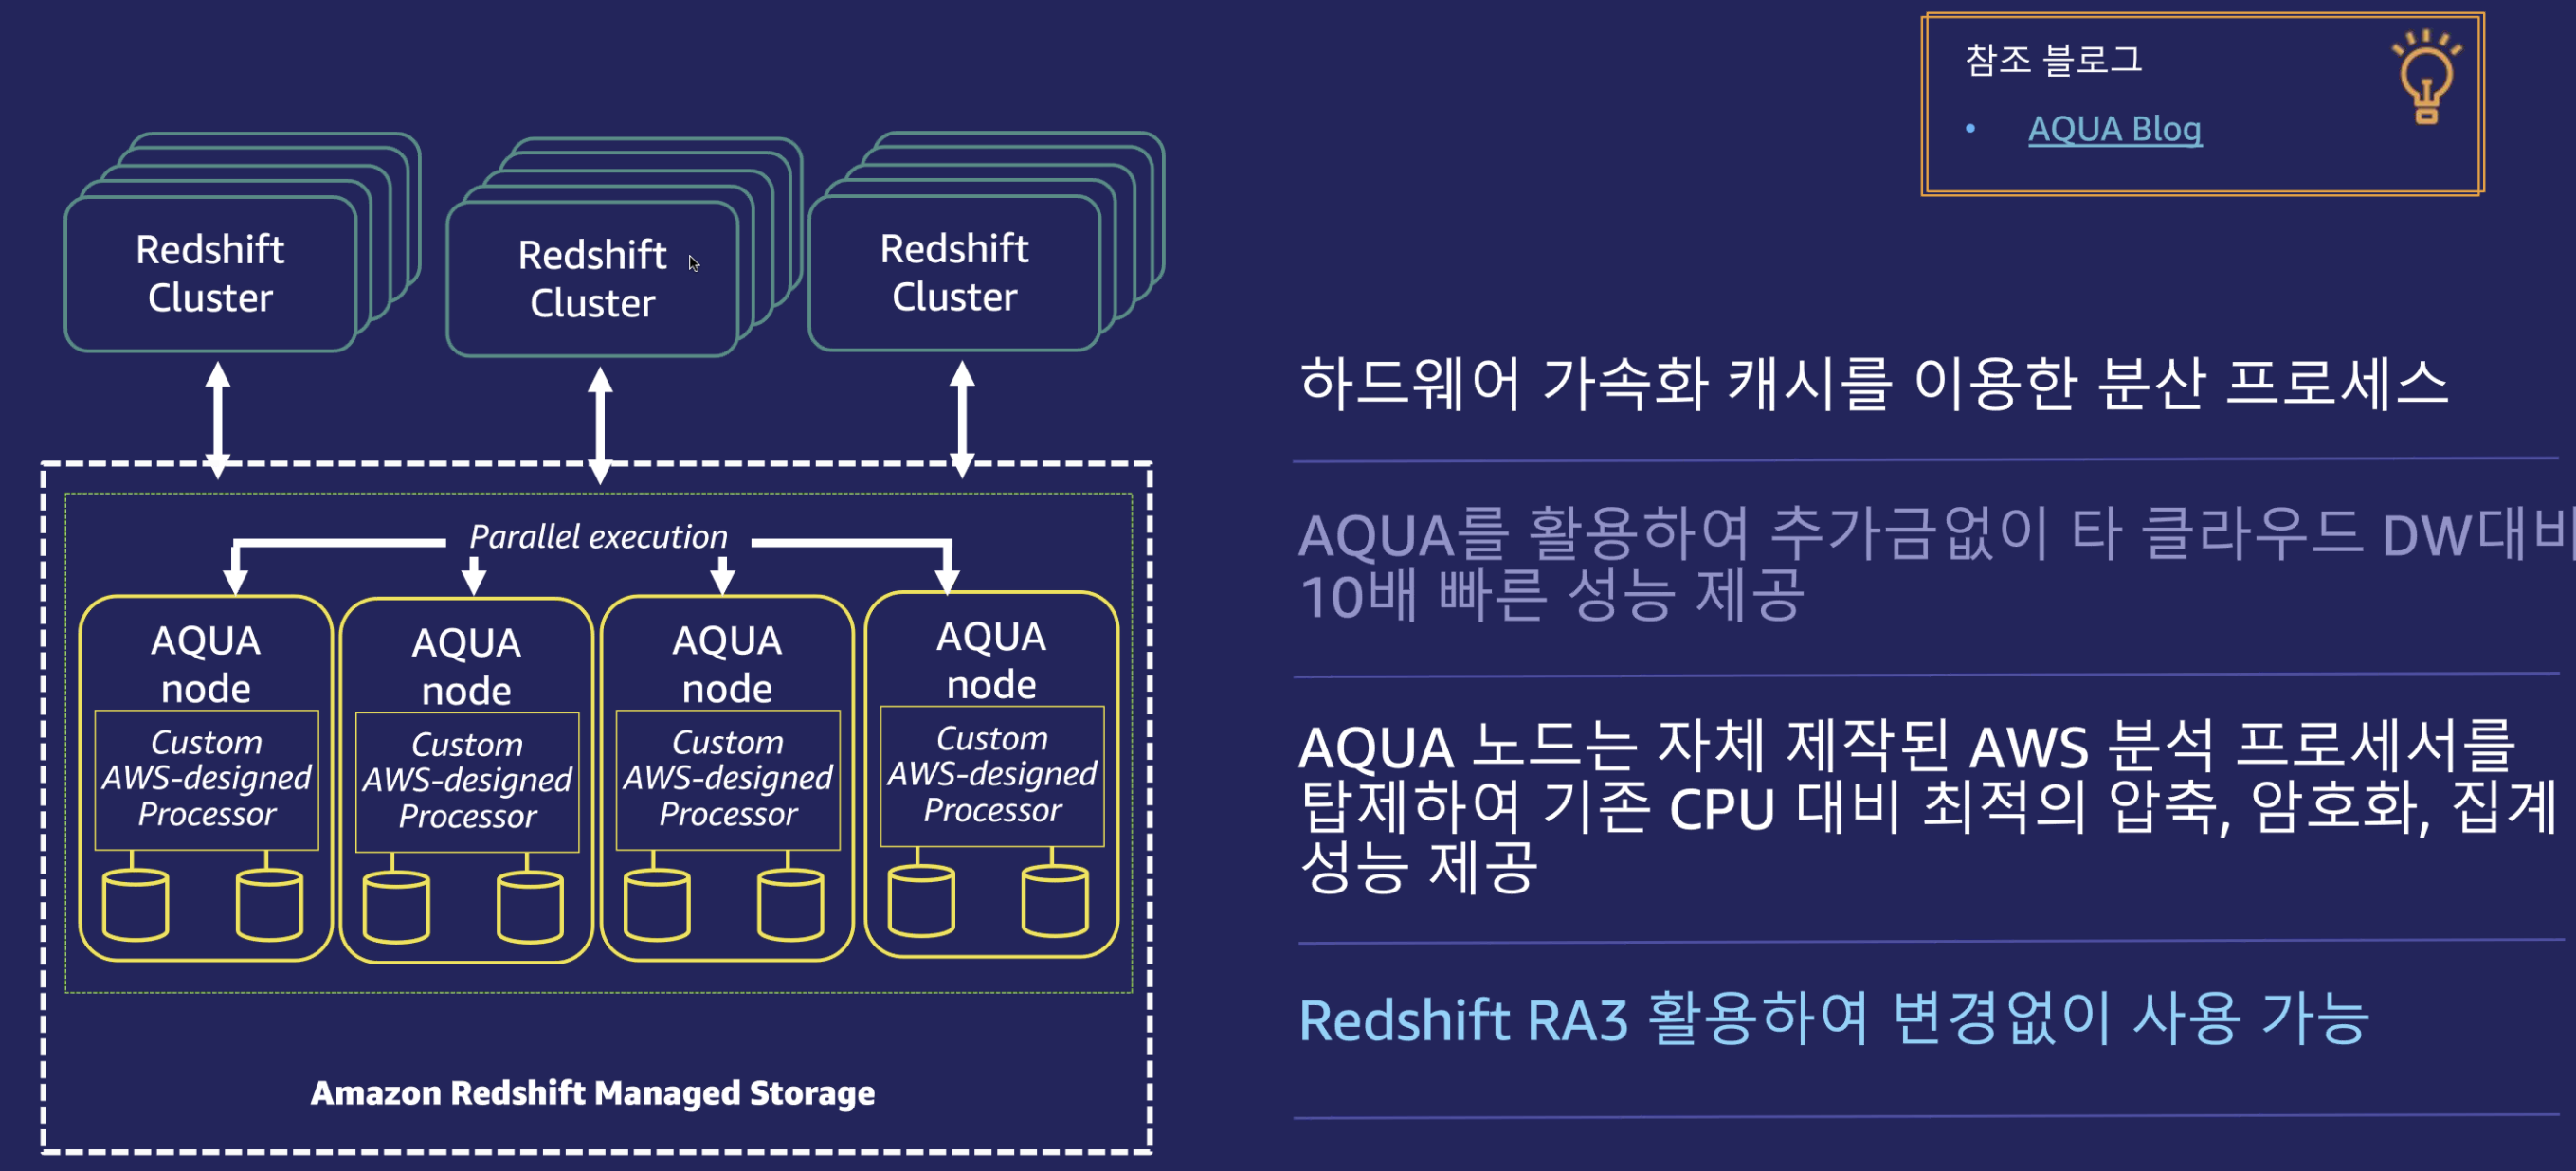 참조 블로그
• AQUA Blog
Redshift
Cluster
Redshift
Cluster
Redshift
Cluster
Parallel execution
AQUA
node
Custom
AWS-designed
Processor
AQUA
node
Custom
AWS-designed
Processor
AQUA
node
Custom
AWS-designed
Processor
AQUA
node
Custom
AWS-designed
Processor
Amazon Redshift Managed Storage
하드웨어 가속화 캐시를 이용한 분산 프로세스
AQUA를 활용하여 추가금없이 타 클라우드 DW대비
10배 빠른 성능 제공
AQUA 노드는 자체 제작된 AWS 분석 프로세서를
탑제하여 기존 CPU 대비 최적의 압축, 암호화, 집계
성능 제공
Redshift RA3 활용하여 변경없이 사용 가능